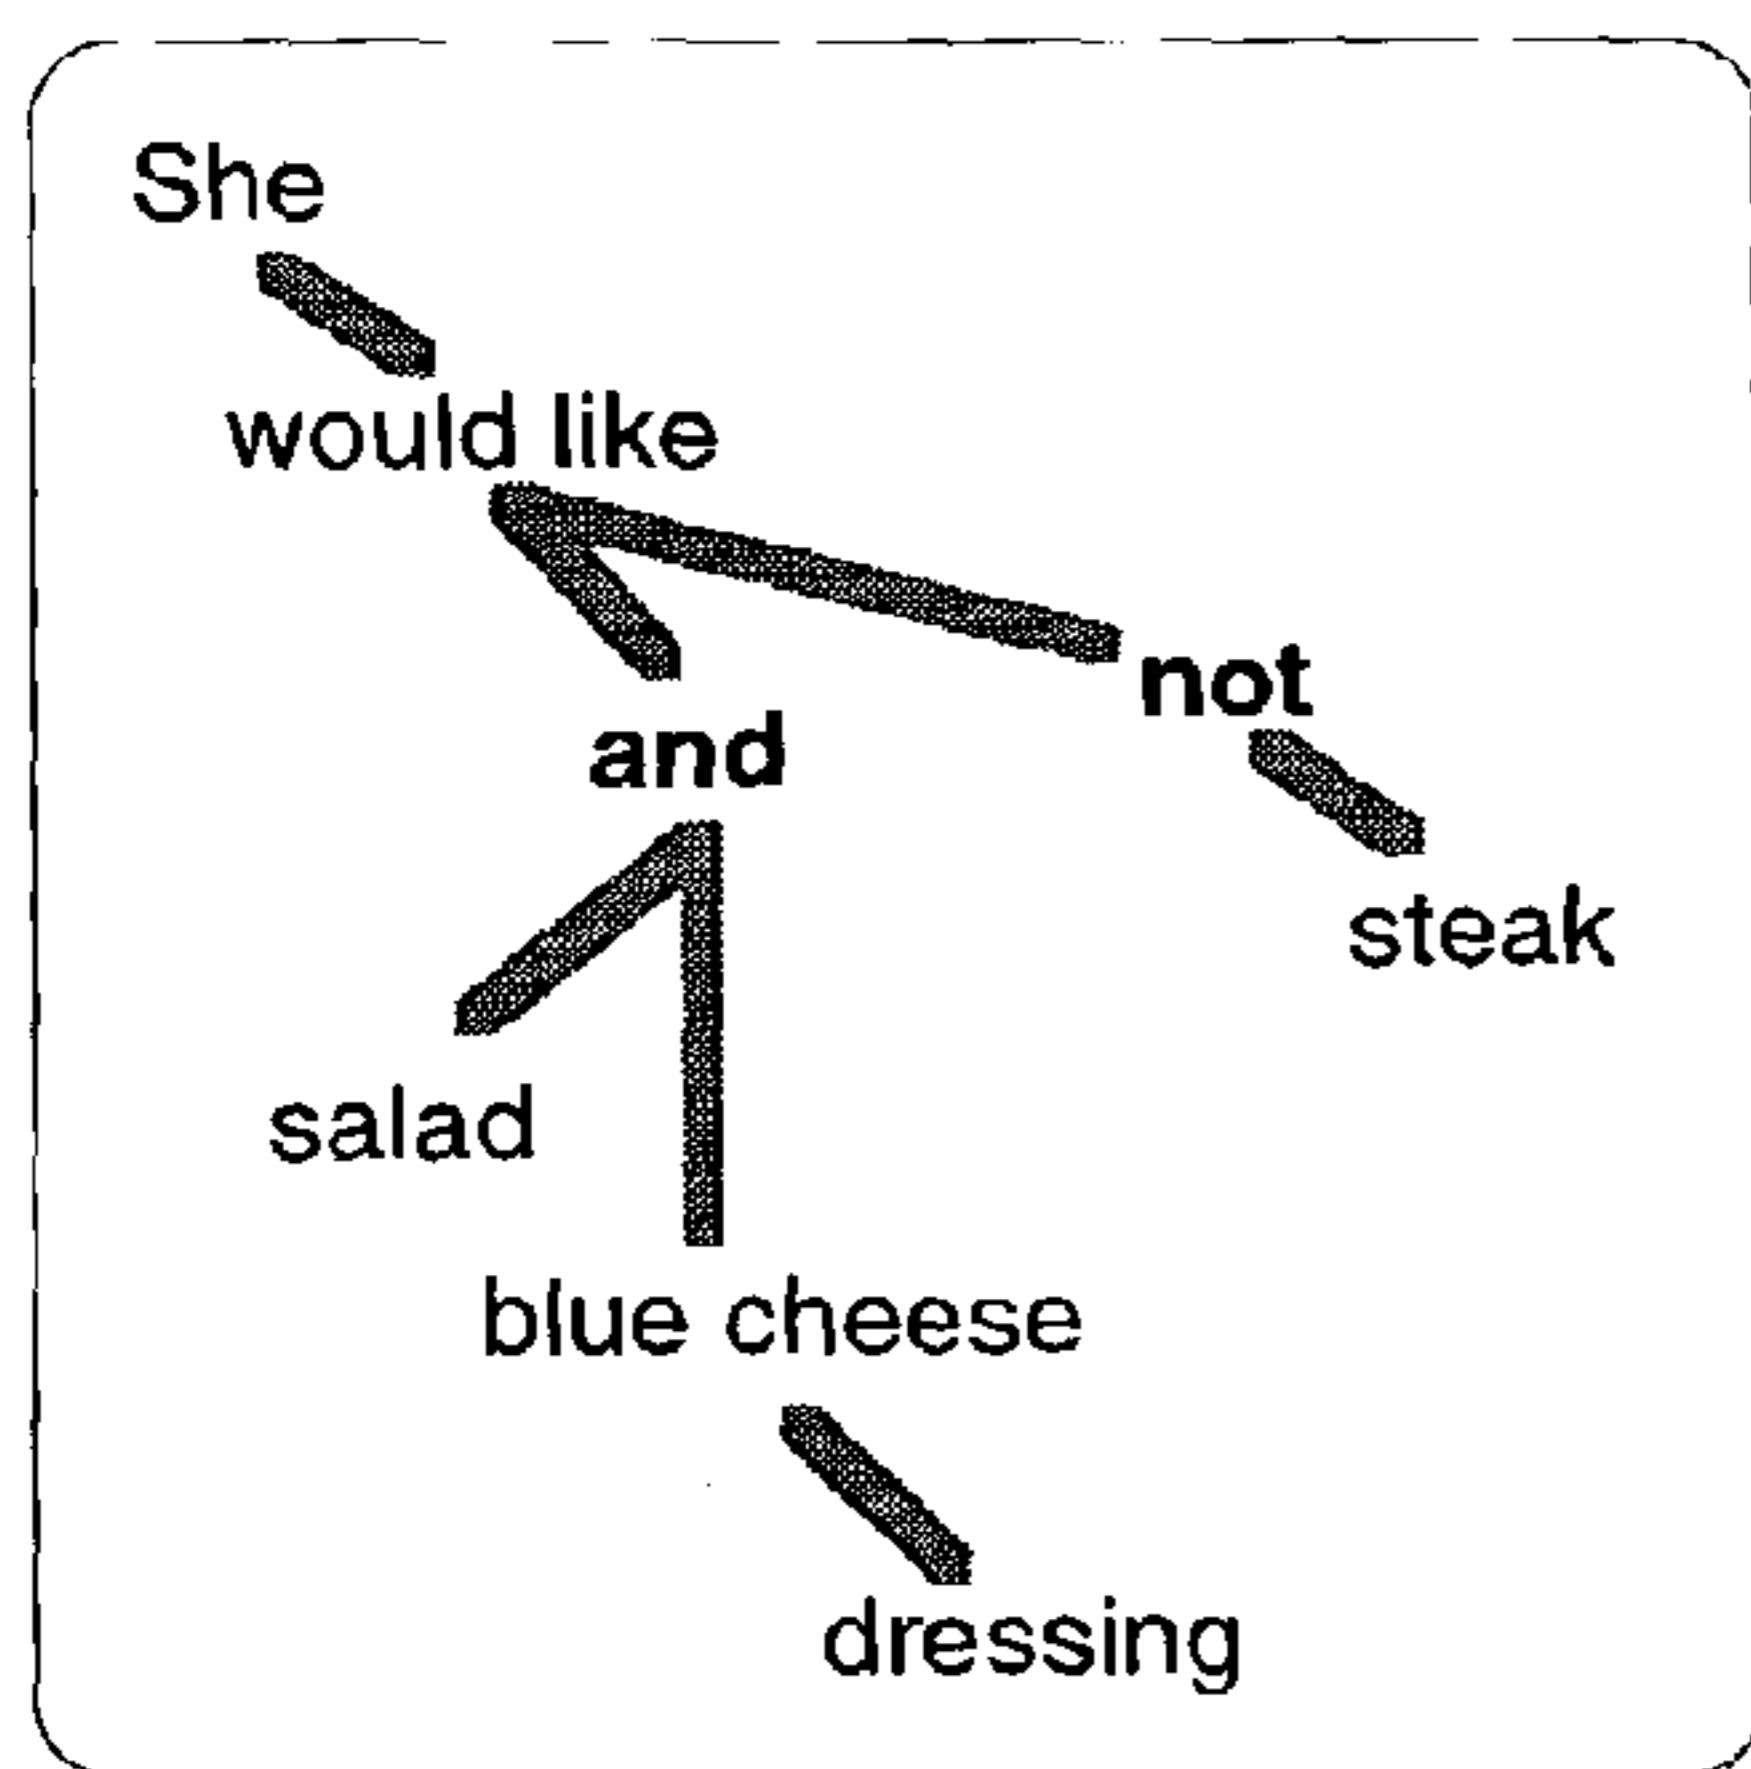 She
would like
not
and
steak
salad
blue cheese
dressing